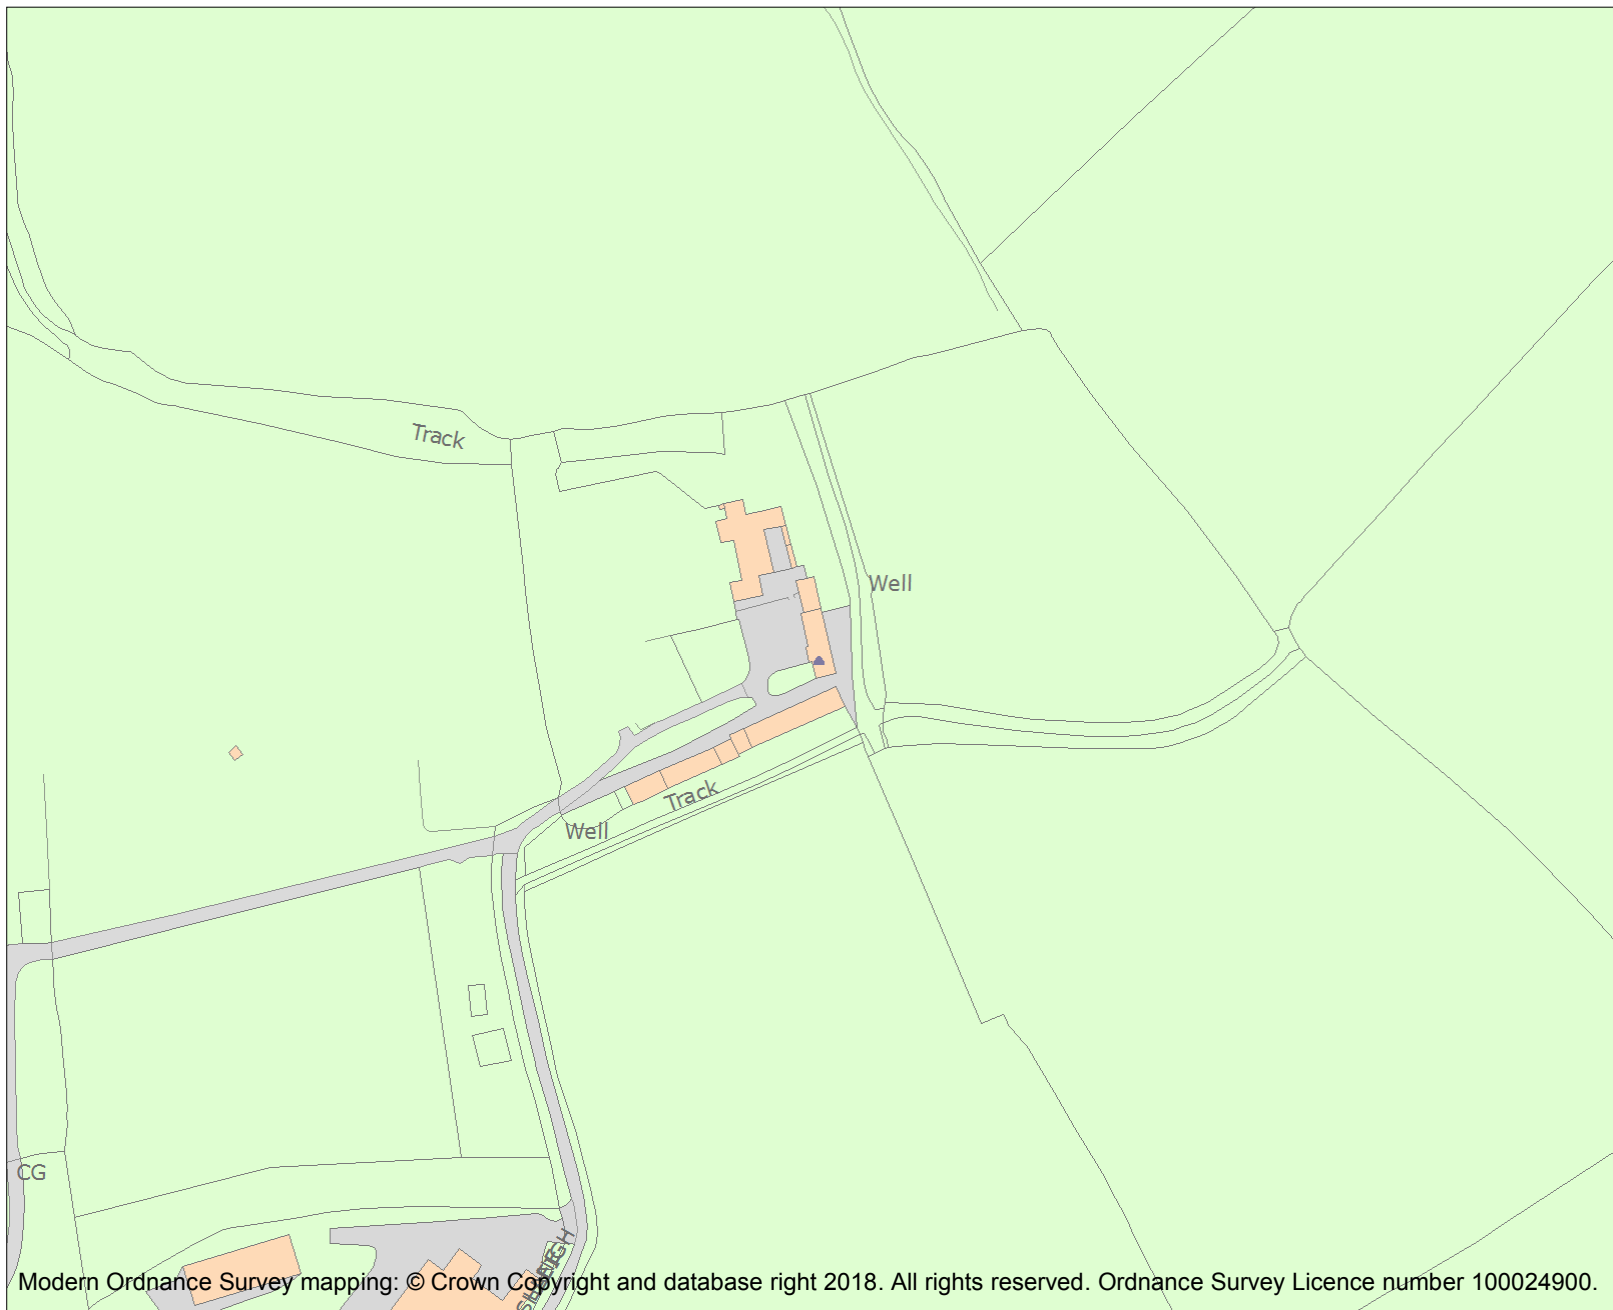 Track
Well
Track
Well
CG
Modern Ordnance Survey mapping: © Crown Copyright and database right 2018. All rights reserved. Ordnance Survey Licence number 100024900.